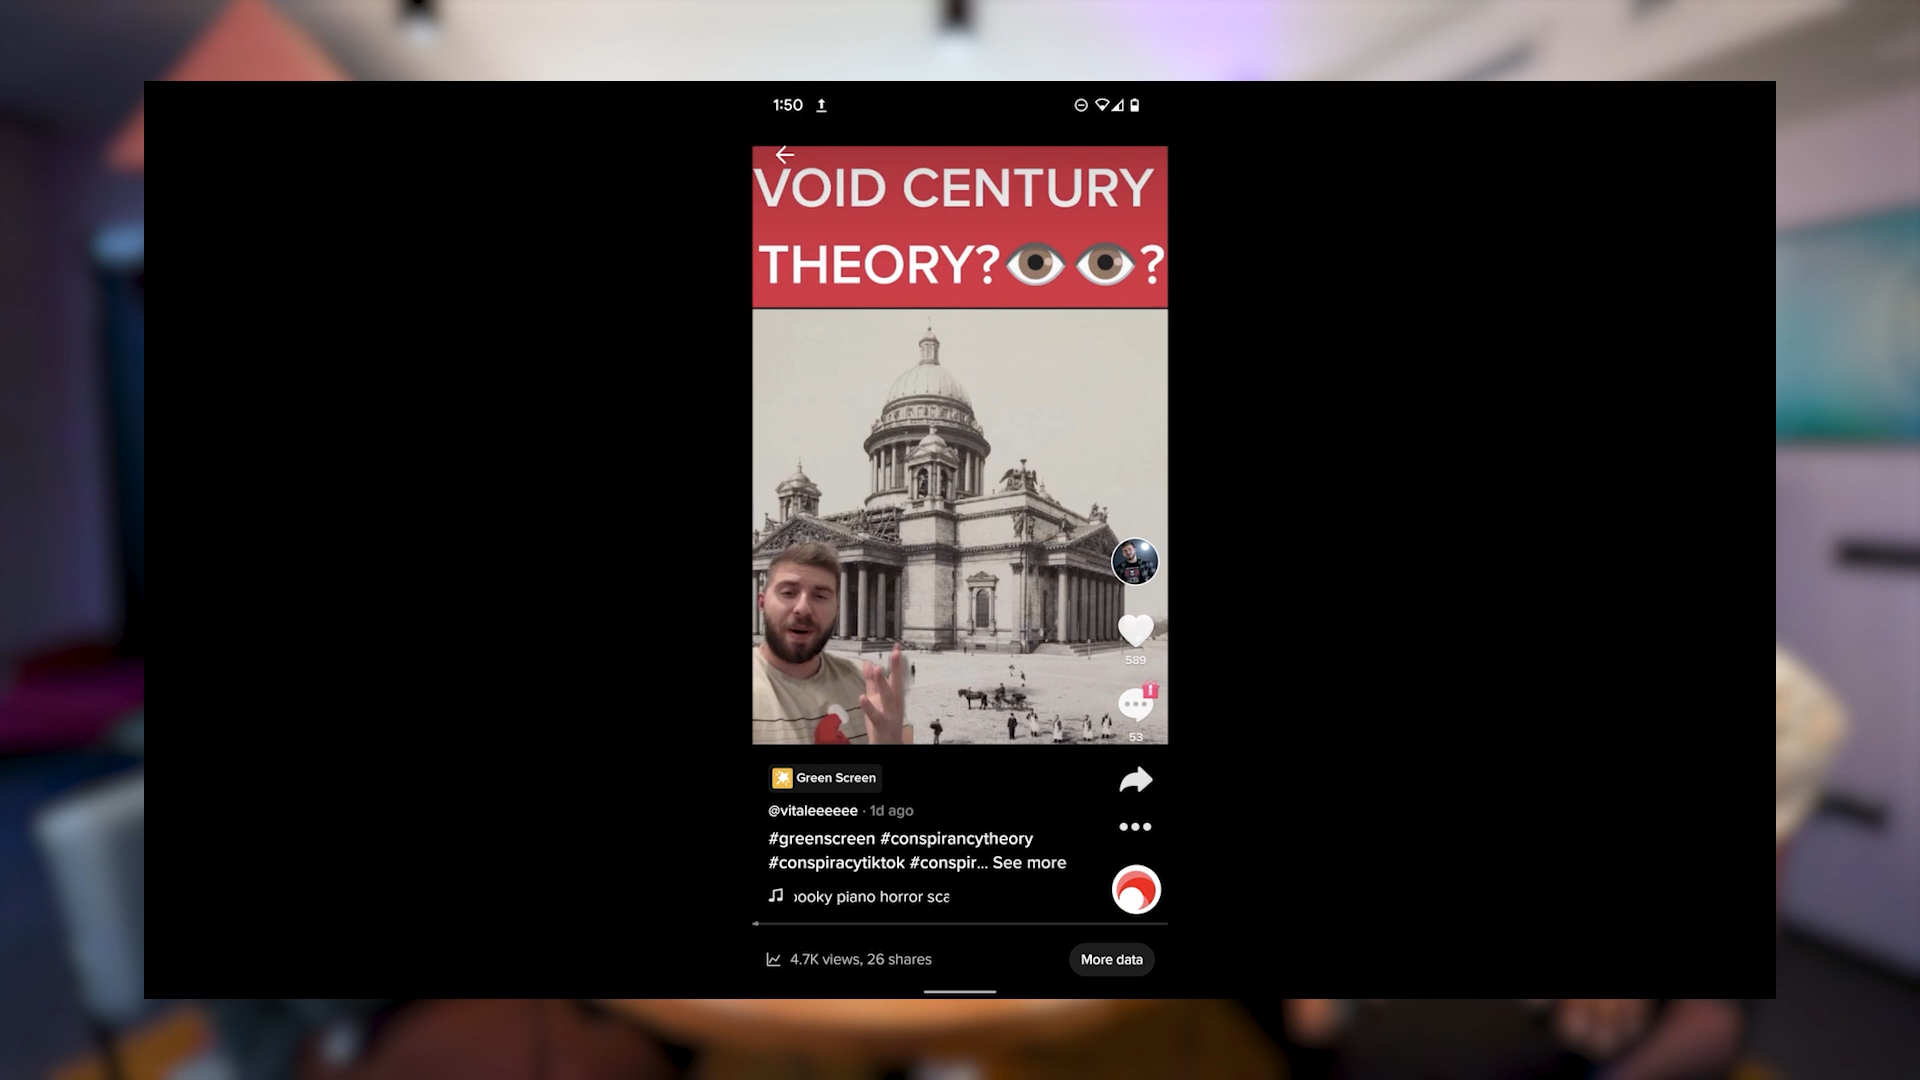 1:50
VOID CENTURY
THEORY?👁️👁️?
589
53
Green Screen
@vitaleeeeee · 1d ago
#greenscreen #conspirancytheory
#conspiracytiktok #conspir... See more
ooky piano horror sca
4.7K views, 26 shares
More data